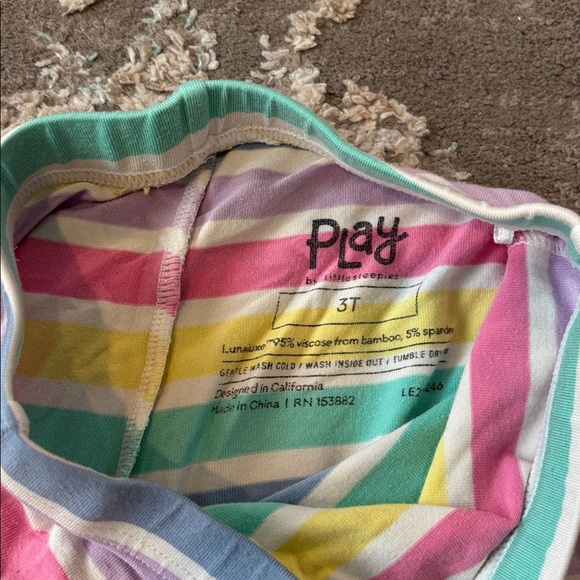 PLay
by littlesleepies
3T
Lunaluxe™ 95% viscose from bamboo, 5% spandex
GENTLE WASH COLD / WASH INSIDE OUT / TUMBLE DRY
Designed in California
Made in China | RN 153882